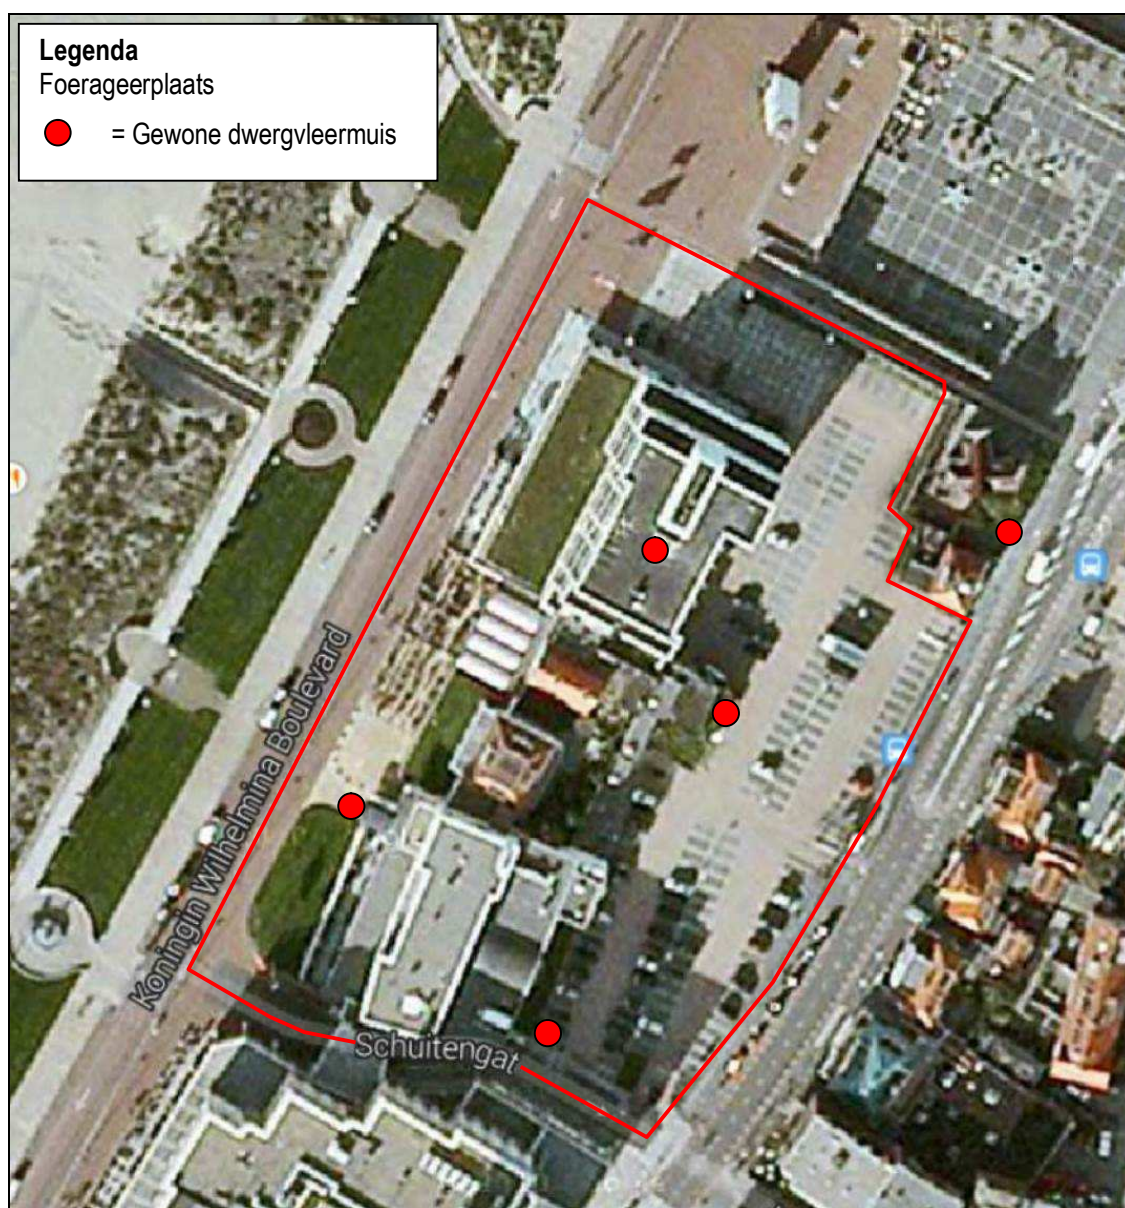 Legenda
Foerageerplaats
= Gewone dwergvleermuis
Koningin Wilhelmina Boulevard
Schuitengat